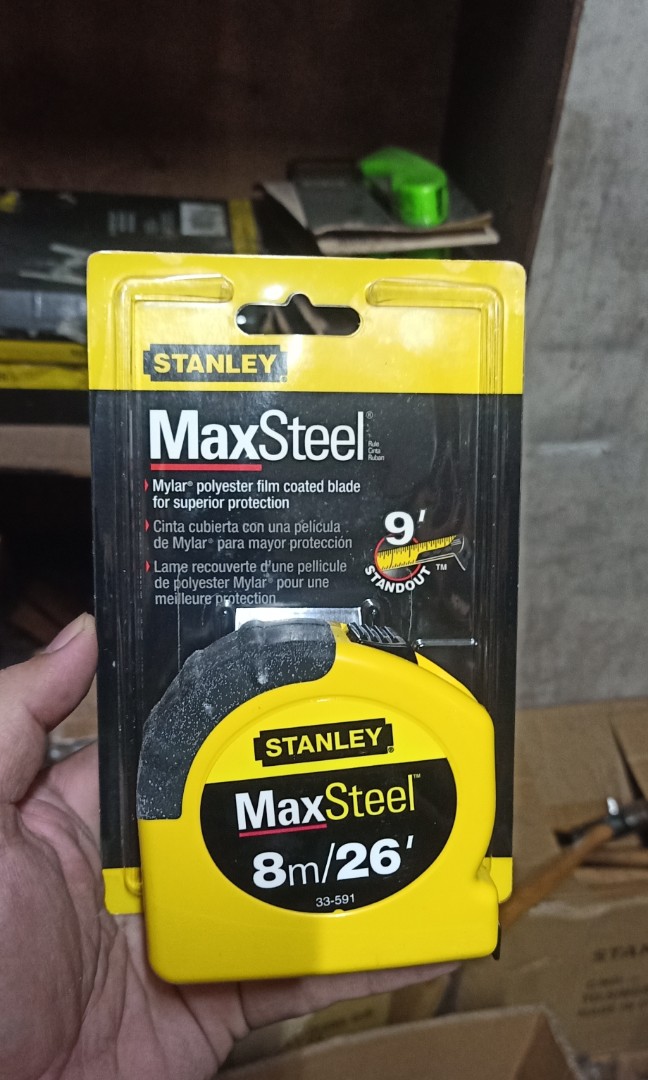 STANLEY®
MaxSteel®
Rule
Cinta
Ruban
Mylar® polyester film coated blade
for superior protection
Cinta cubierta con una película
de Mylar® para mayor protección
Lame recouverte d'une pellicule
de polyester Mylar® pour une
meilleure protection
9'
STANDOUT™
STANLEY®
MaxSteel™
8m/26'
33-591